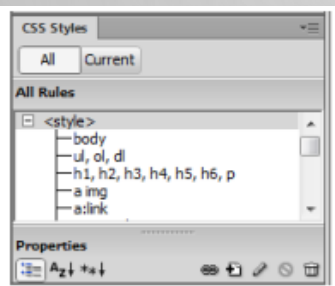 CSS Styles
All Current
All Rules
<style>
body
ul, ol, dl
h1, h2, h3, h4, h5, h6, p
a img
a:link
Properties
Az↓ **↓